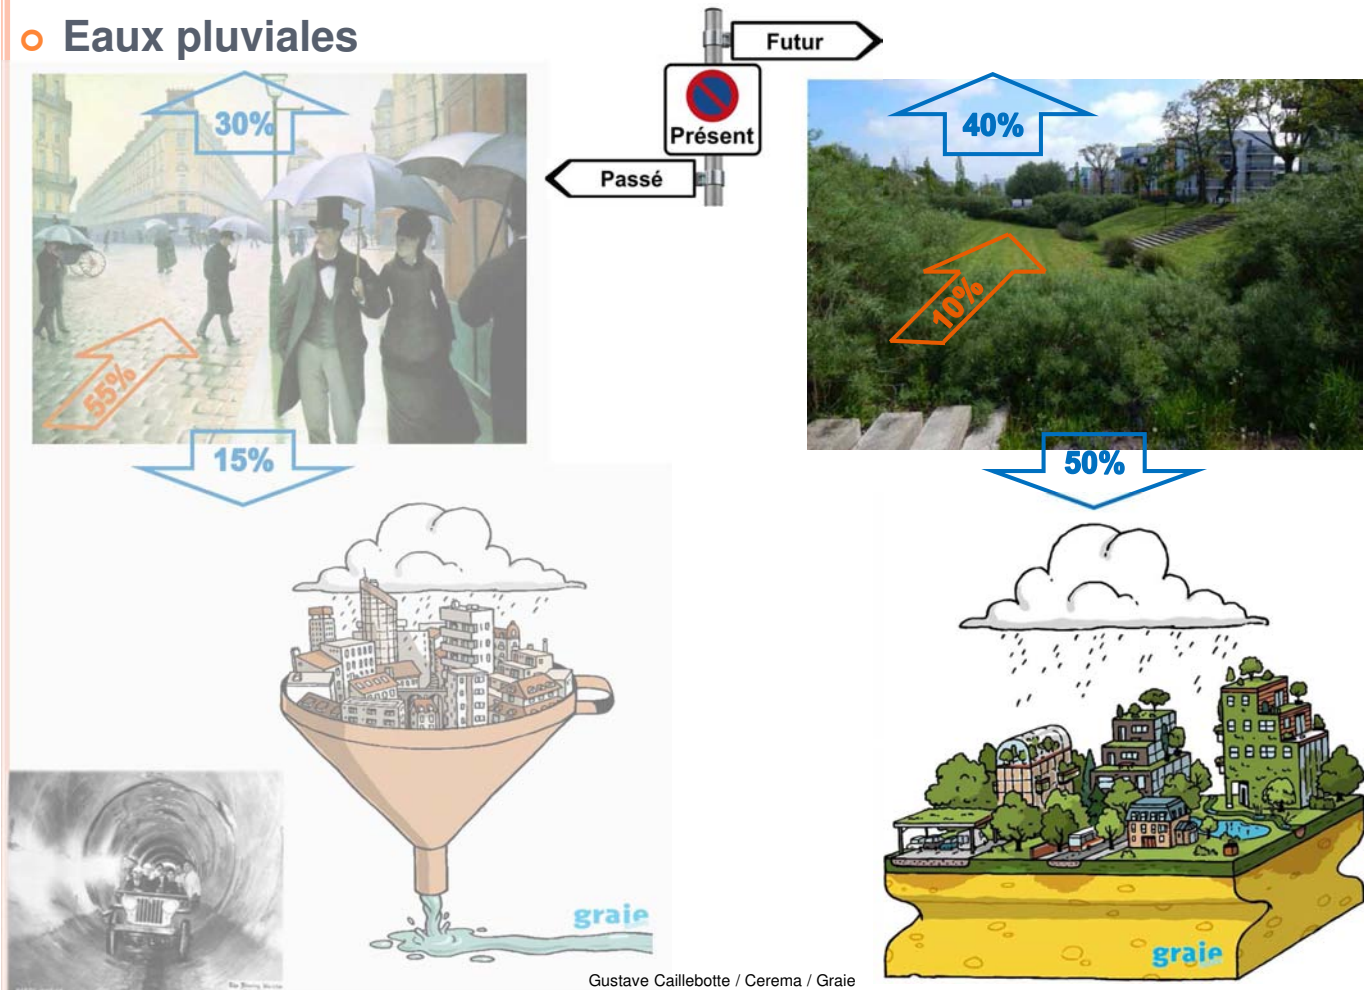 Eaux pluviales
Futur
Présent
Passé
30%
55%
15%
40%
10%
50%
graie
graie
Gustave Caillebotte / Cerema / Graie